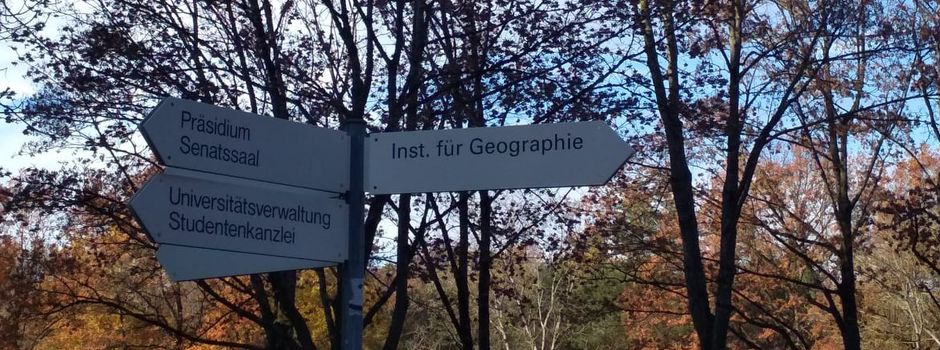 Präsidium
Senatssaal
Universitätsverwaltung
Studentenkanzlei
Inst. für Geographie